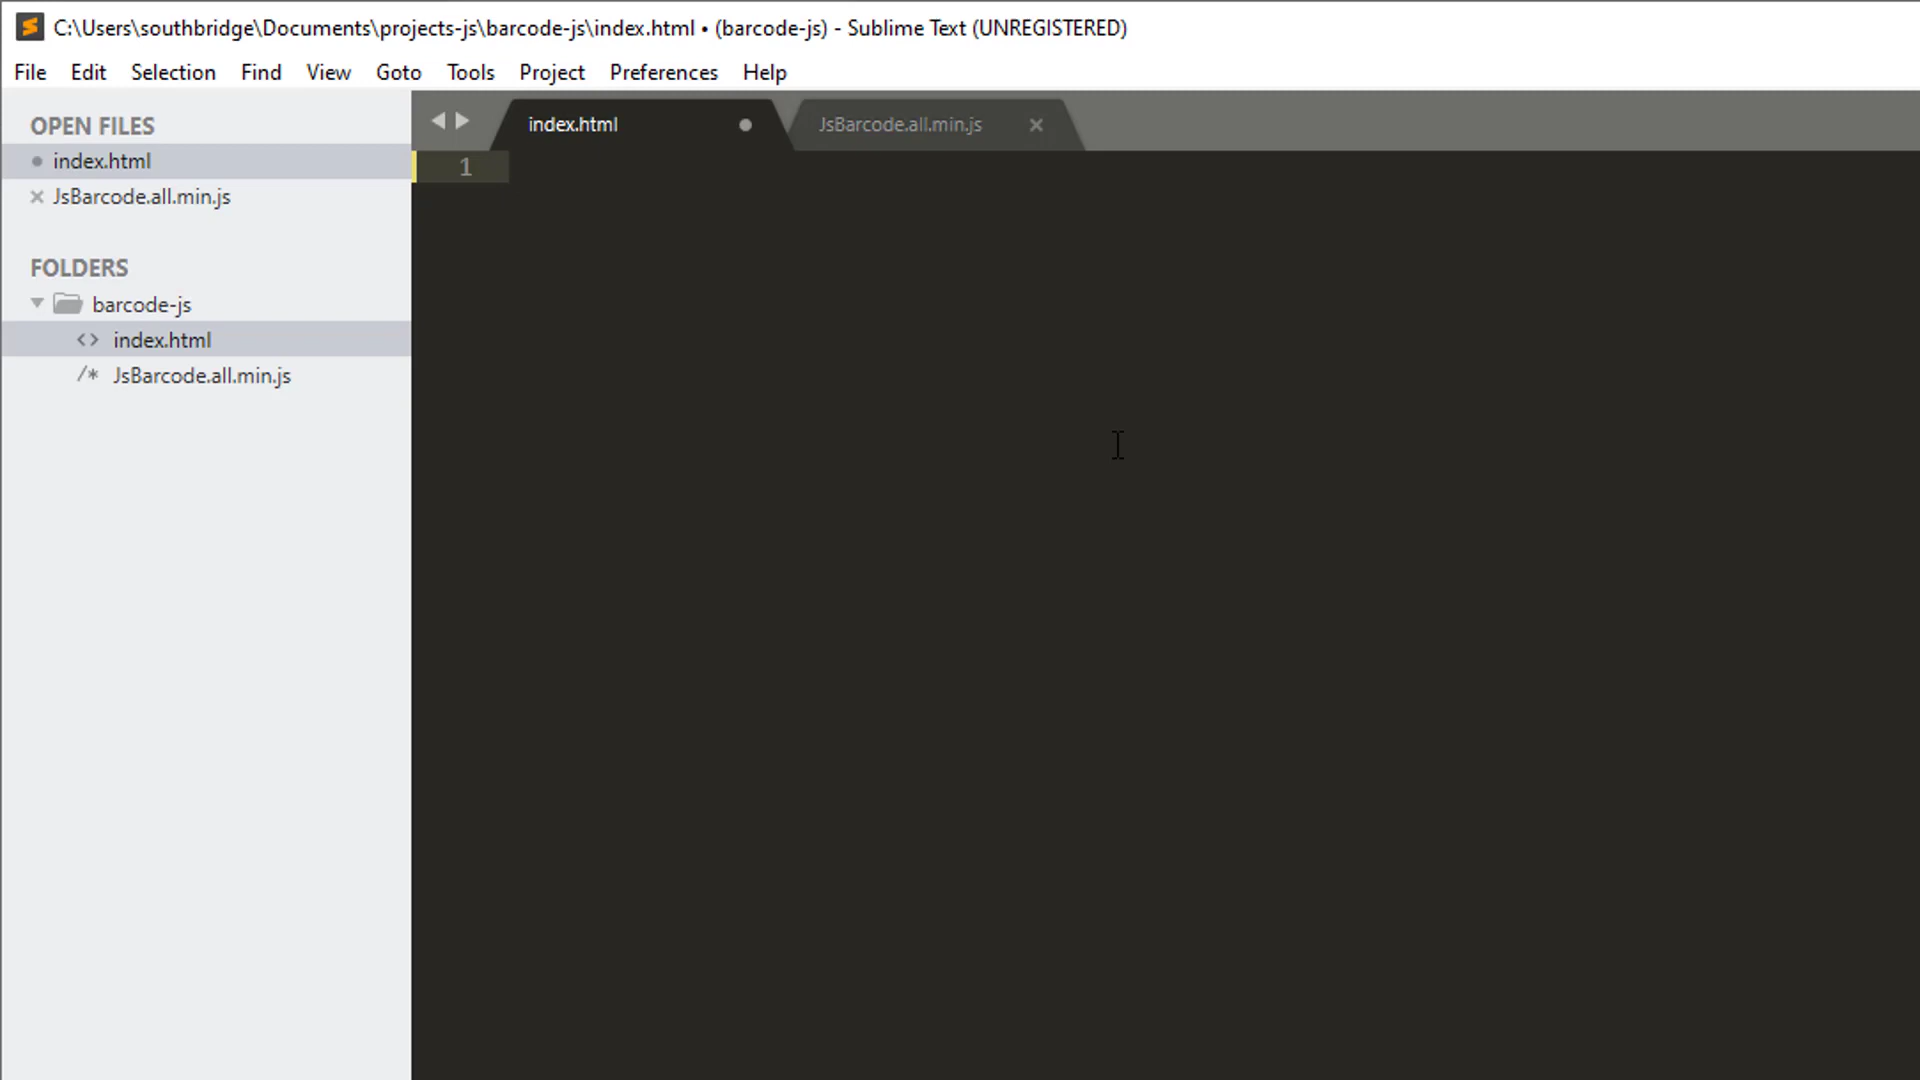 C:\Users\southbridge\Documents\projects-js\barcode-js\index.html • (barcode-js) - Sublime Text (UNREGISTERED)
File Edit Selection Find View Goto Tools Project Preferences Help
OPEN FILES
index.html
JsBarcode.all.min.js
FOLDERS
barcode-js
<> index.html
/* JsBarcode.all.min.js
index.html JsBarcode.all.min.js
1